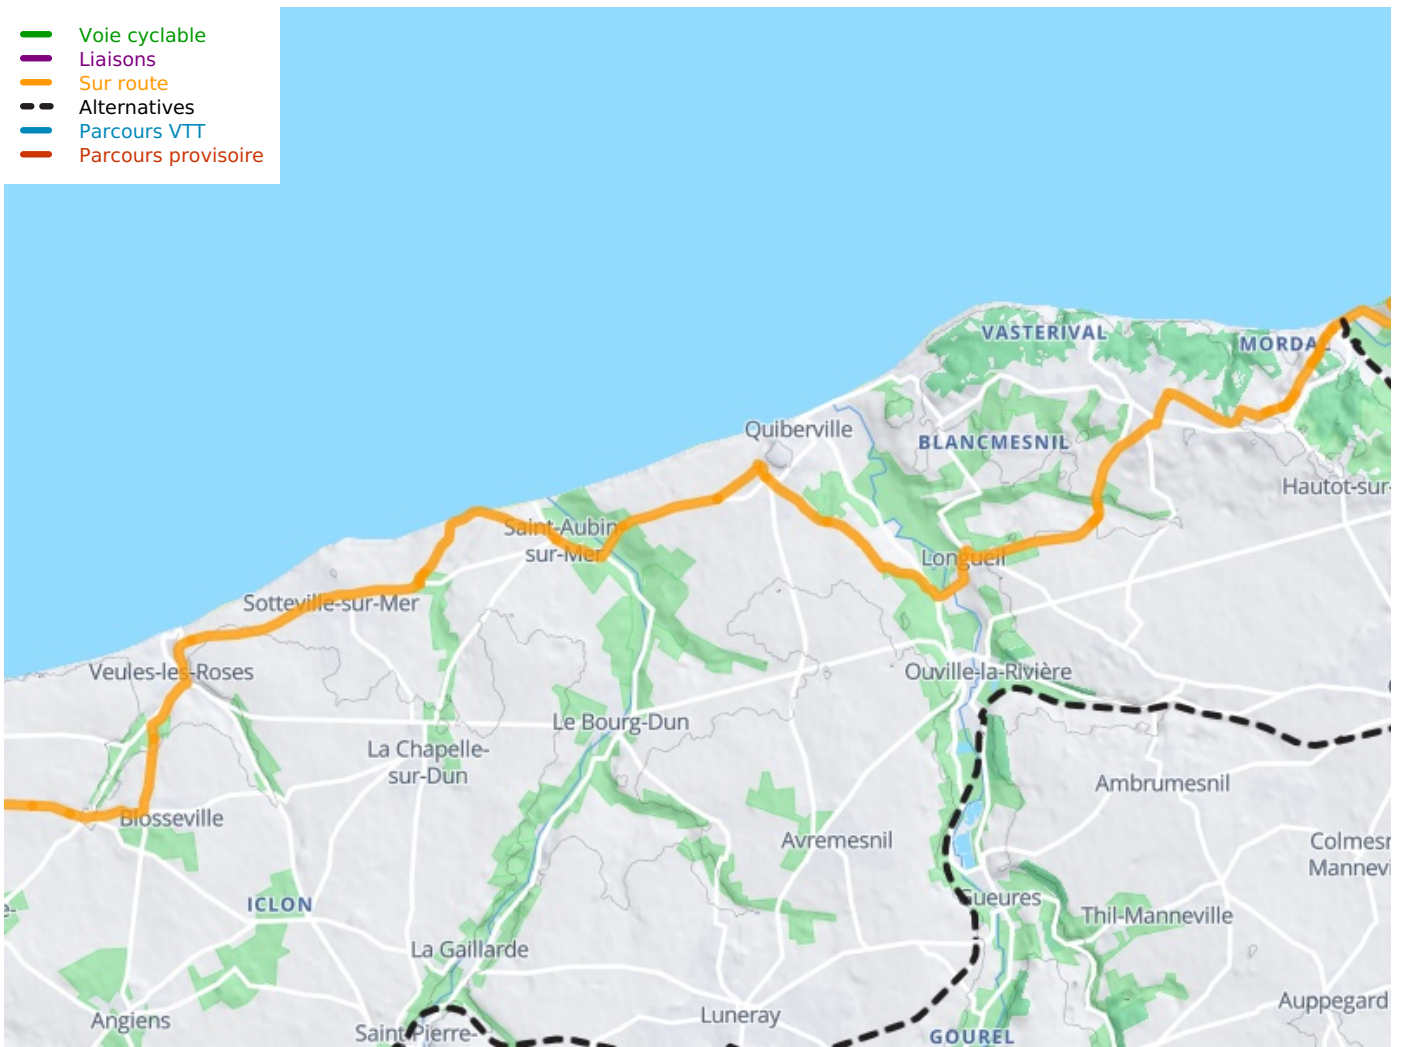 Voie cyclable
Liaisons
Sur route
Alternatives
Parcours VTT
Parcours provisoire
VASTERIVAL
MORDAL
Quiberville
BLANCMESNIL
Hautot-sur-
Saint-Aubin-
sur-Mer
Longueil
Sotteville-sur-Mer
Veules-les-Roses
Ouville-la-Rivière
Le Bourg-Dun
La Chapelle-
sur-Dun
Ambrumesnil
Blosseville
Avremesnil
Colmesn
Mannevi
Gueures
ICLON
e-
Thil-Manneville
La Gaillarde
Auppegard
Luneray
Angiens
Saint-Pierre-
GOUREL